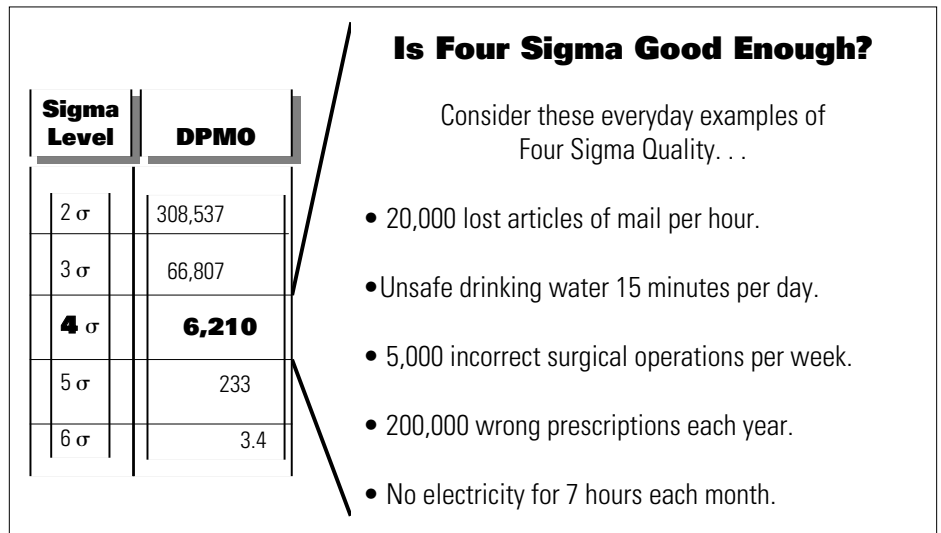 Sigma
Level
DPMO
2 σ 308,537
3 σ 66,807
4 σ 6,210
5 σ 233
6 σ 3.4
Is Four Sigma Good Enough?
Consider these everyday examples of
Four Sigma Quality. . .
• 20,000 lost articles of mail per hour.
•Unsafe drinking water 15 minutes per day.
• 5,000 incorrect surgical operations per week.
• 200,000 wrong prescriptions each year.
• No electricity for 7 hours each month.